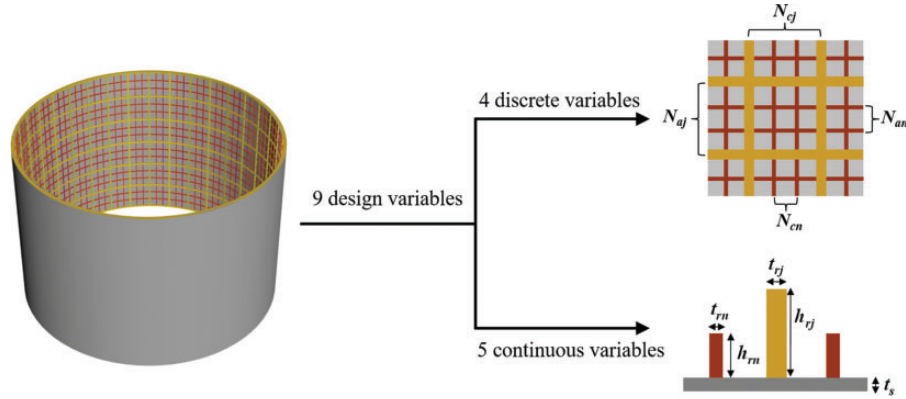 N_cj
4 discrete variables
N_aj
N_an
9 design variables
N_cn
t_rj
t_rn
h_rj
h_rn
5 continuous variables
t_s